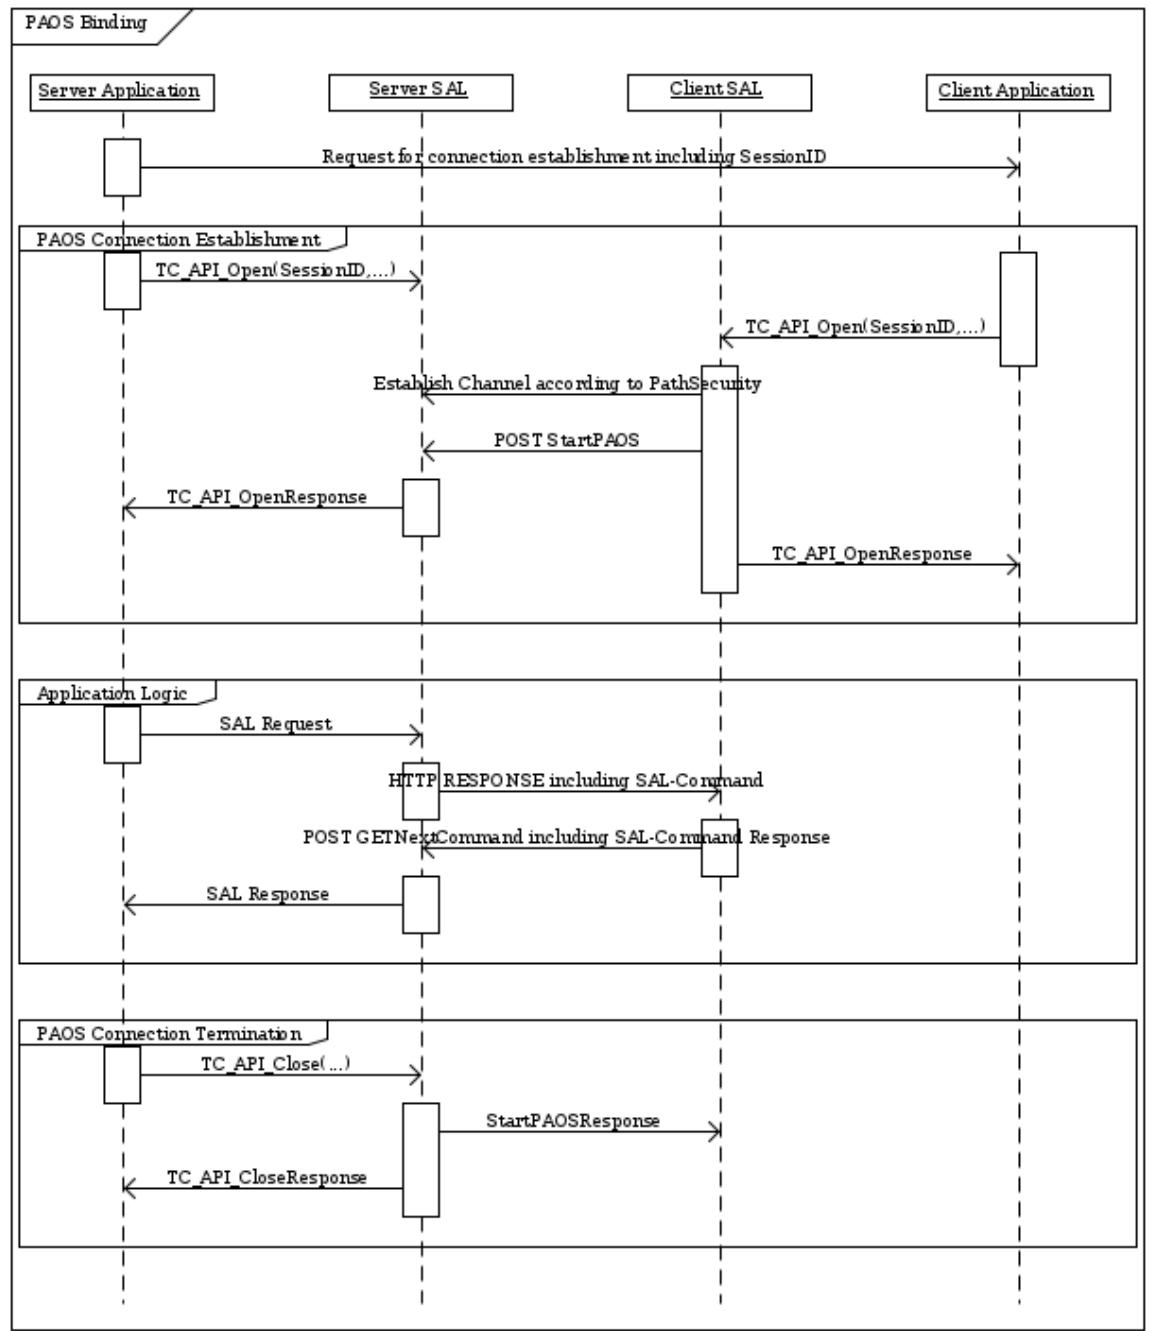 PAOS Binding
Server Application
Server SAL
Client SAL
Client Application
Request for connection establishment including SessionID
PAOS Connection Establishment
TC_API_Open(SessionID,...)
TC_API_Open(SessionID,...)
Establish Channel according to PathSecurity
POST StartPAOS
TC_API_OpenResponse
TC_API_OpenResponse
Application Logic
SAL Request
HTTP RESPONSE including SAL-Command
POST GETNextCommand including SAL-Command Response
SAL Response
PAOS Connection Termination
TC_API_Close(...)
StartPAOSResponse
TC_API_CloseResponse